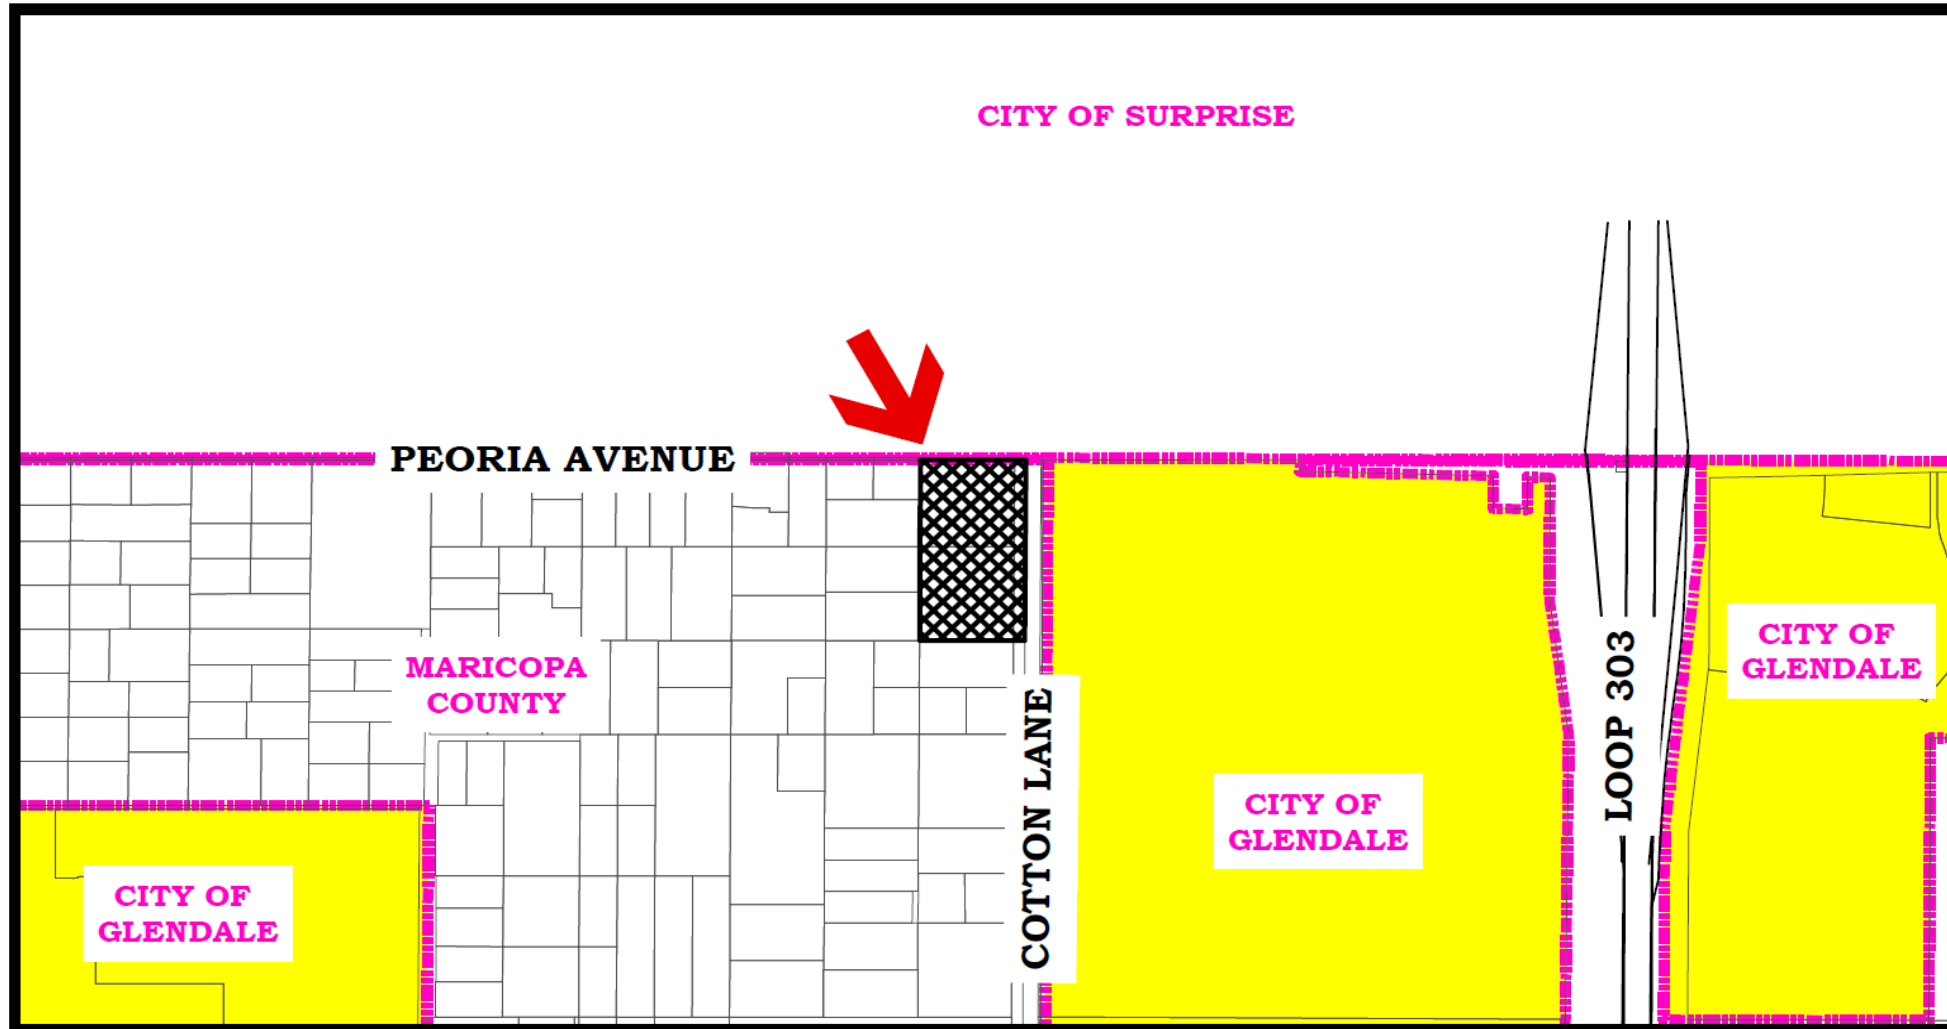 CITY OF SURPRISE
PEORIA AVENUE
MARICOPA
COUNTY
CITY OF
GLENDALE
COTTON LANE
CITY OF
GLENDALE
LOOP 303
CITY OF
GLENDALE